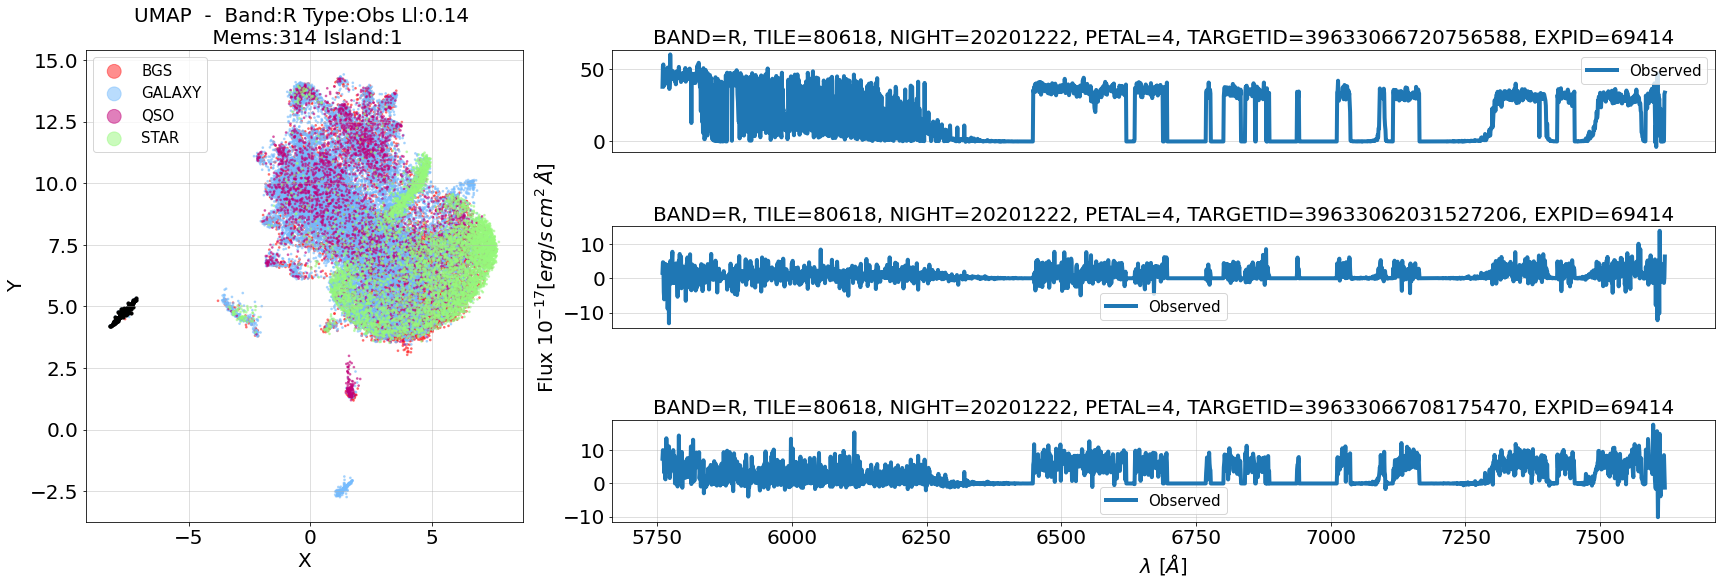 UMAP  -  Band:R Type:Obs Ll:0.14
Mems:314 Island:1
15.0
12.5
10.0
7.5
5.0
2.5
0.0
−2.5
Y
BGS
GALAXY
QSO
STAR
−5
0
5
X
Flux 10⁻¹⁷[erg/s cm² Å]
BAND=R, TILE=80618, NIGHT=20201222, PETAL=4, TARGETID=39633066720756588, EXPID=69414
50
0
Observed
BAND=R, TILE=80618, NIGHT=20201222, PETAL=4, TARGETID=39633062031527206, EXPID=69414
10
0
−10
Observed
BAND=R, TILE=80618, NIGHT=20201222, PETAL=4, TARGETID=39633066708175470, EXPID=69414
10
0
−10
Observed
5750
6000
6250
6500
6750
7000
7250
7500
λ [Å]